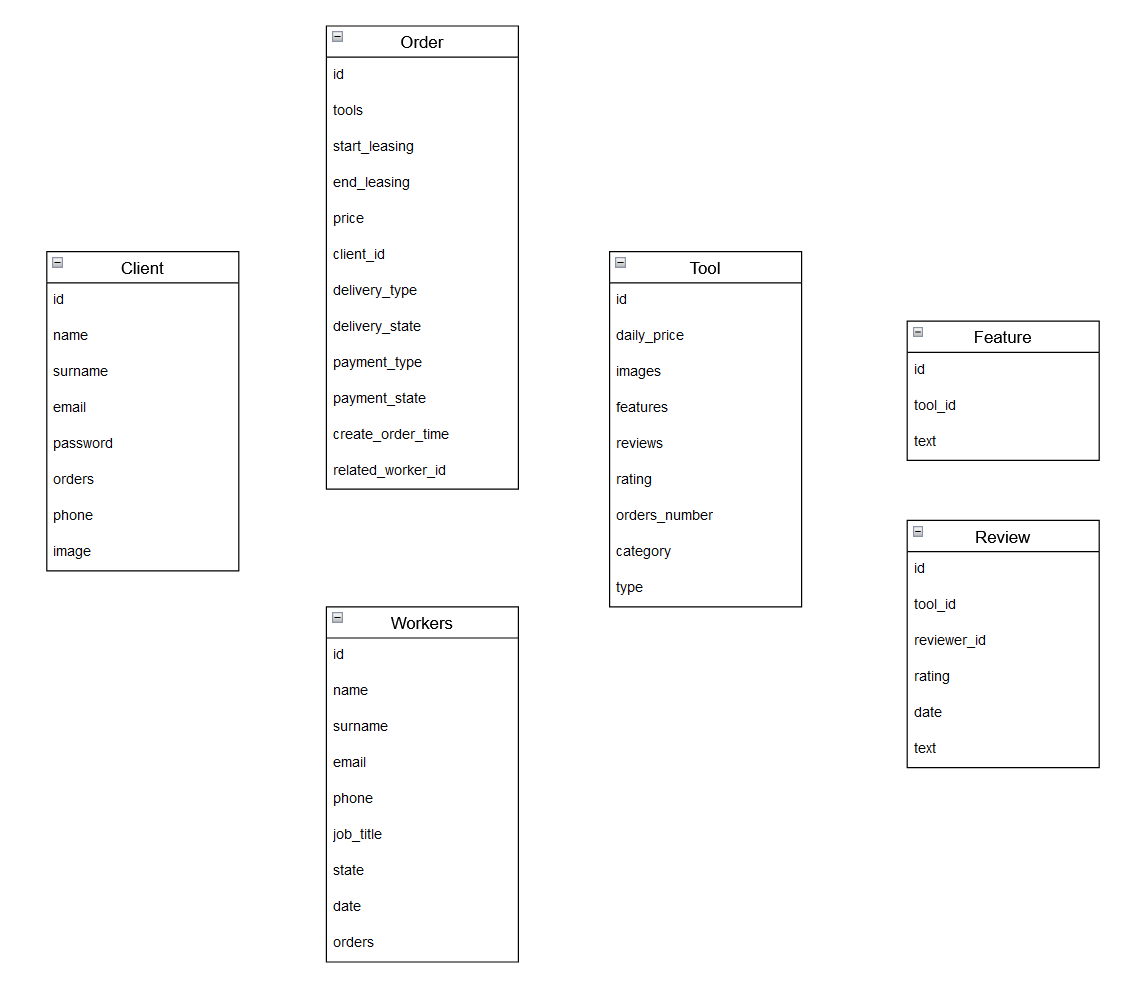 Order
id
tools
start_leasing
end_leasing
price
client_id
delivery_type
delivery_state
payment_type
payment_state
create_order_time
related_worker_id
Client
id
name
surname
email
password
orders
phone
image
Tool
id
daily_price
images
features
reviews
rating
orders_number
category
type
Feature
id
tool_id
text
Review
id
tool_id
reviewer_id
rating
date
text
Workers
id
name
surname
email
phone
job_title
state
date
orders